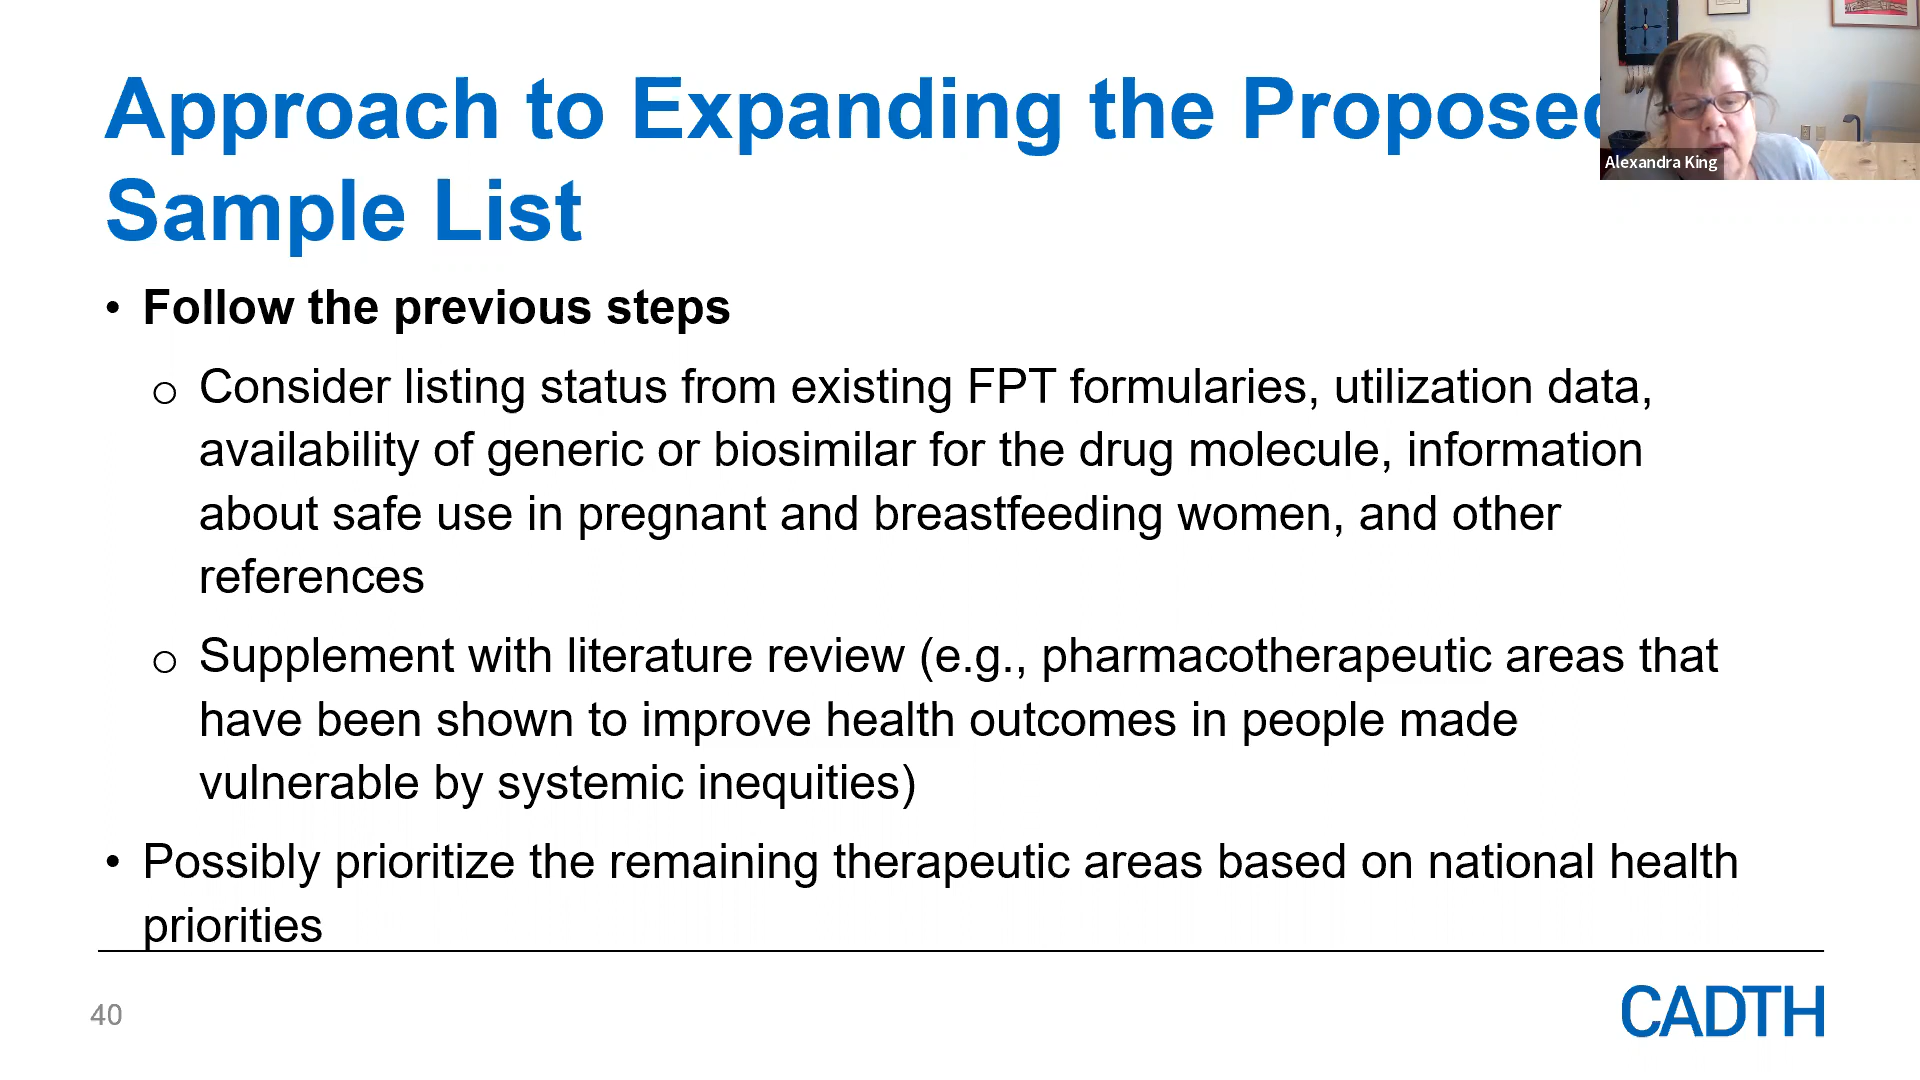 Approach to Expanding the Proposed
Sample List
Alexandra King
• Follow the previous steps
o Consider listing status from existing FPT formularies, utilization data,
availability of generic or biosimilar for the drug molecule, information
about safe use in pregnant and breastfeeding women, and other
references
o Supplement with literature review (e.g., pharmacotherapeutic areas that
have been shown to improve health outcomes in people made
vulnerable by systemic inequities)
• Possibly prioritize the remaining therapeutic areas based on national health
priorities
40
CADTH